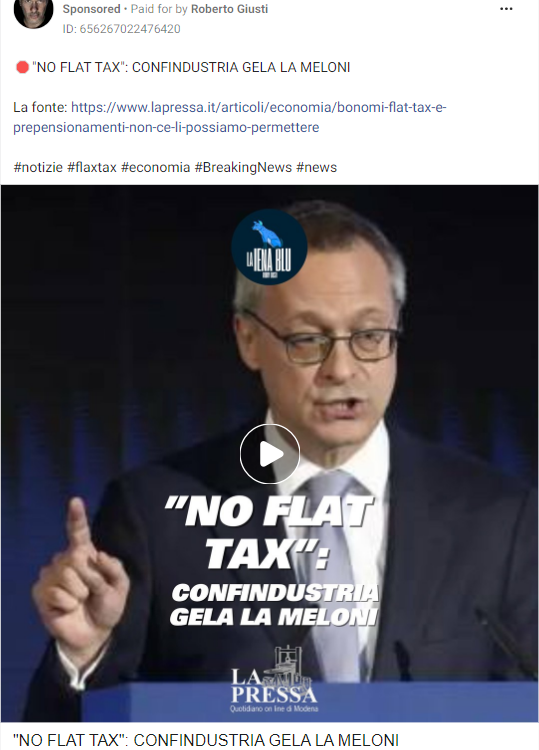 Sponsored • Paid for by Roberto Giusti
ID: 656267022476420
"NO FLAT TAX": CONFINDUSTRIA GELA LA MELONI
La fonte: https://www.lapressa.it/articoli/economia/bonomi-flat-tax-e-
prepensionamenti-non-ce-li-possiamo-permettere
#notizie #flaxtax #economia #BreakingNews #news
LA IENA BLU
"NO FLAT
TAX":
CONFINDUSTRIA
GELA LA MELONI
LA
PRESSA
Quotidiano on line di Modena
"NO FLAT TAX": CONFINDUSTRIA GELA LA MELONI